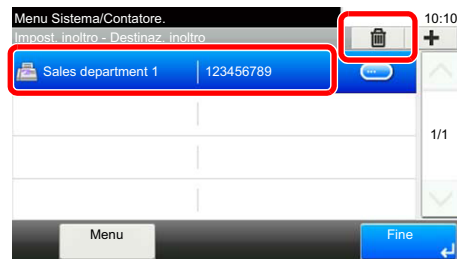 Menu Sistema/Contatore.
10:10
Impost. inoltro - Destinaz. inoltro
Sales department 1 123456789
1/1
Menu
Fine